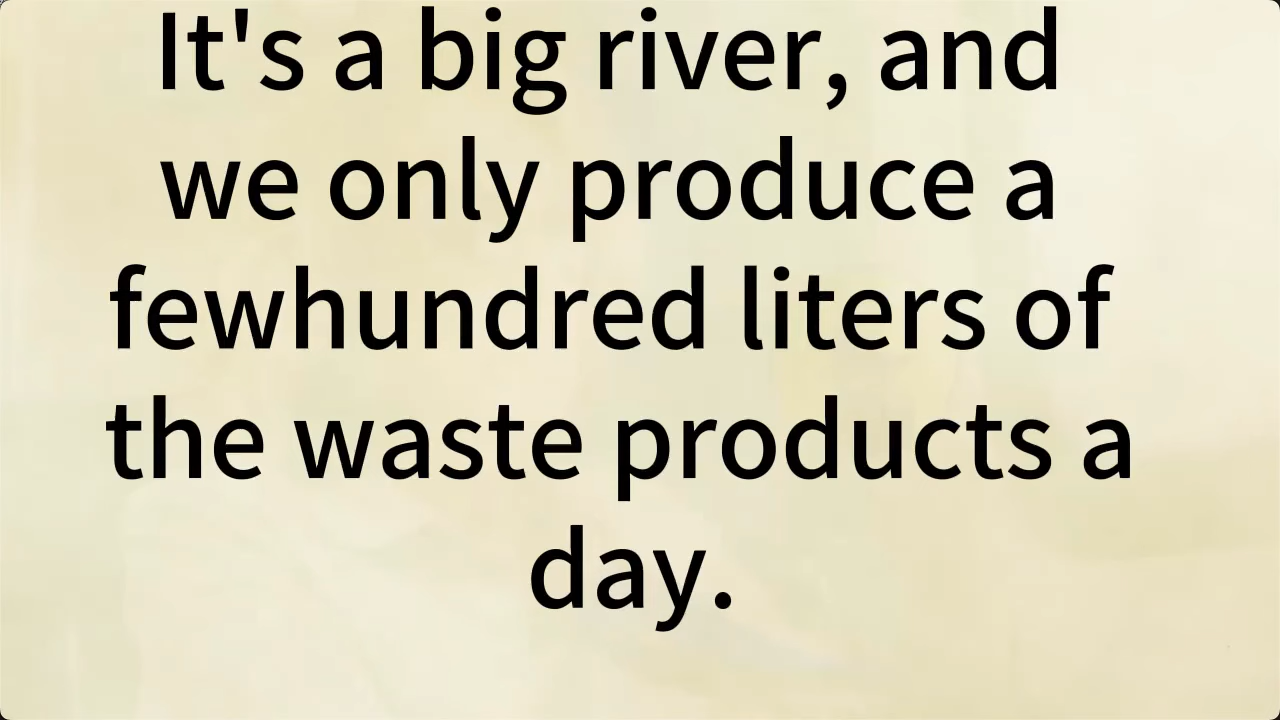 It's a big river, and
we only produce a
fewhundred liters of
the waste products a
day.